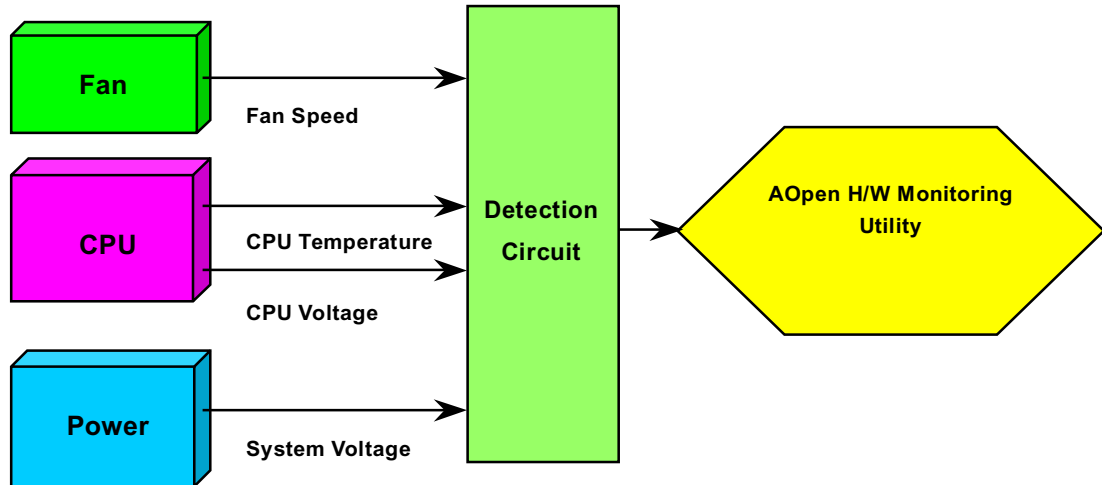 Fan
Fan Speed
CPU
CPU Temperature
CPU Voltage
Power
System Voltage
Detection
Circuit
AOpen H/W Monitoring
Utility